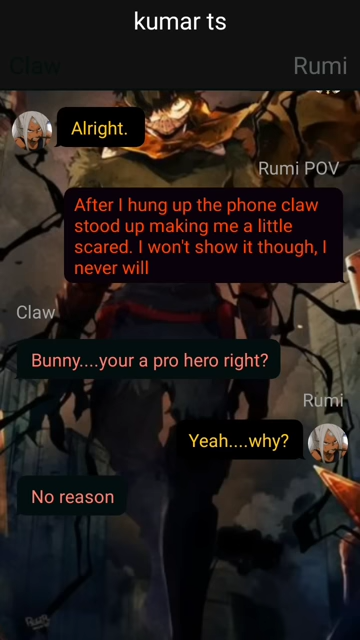 kumar ts
Claw
Rumi
Alright.
Rumi POV
After I hung up the phone claw
stood up making me a little
scared. I won't show it though, I
never will
Claw
Bunny....your a pro hero right?
Rumi
Yeah....why?
No reason